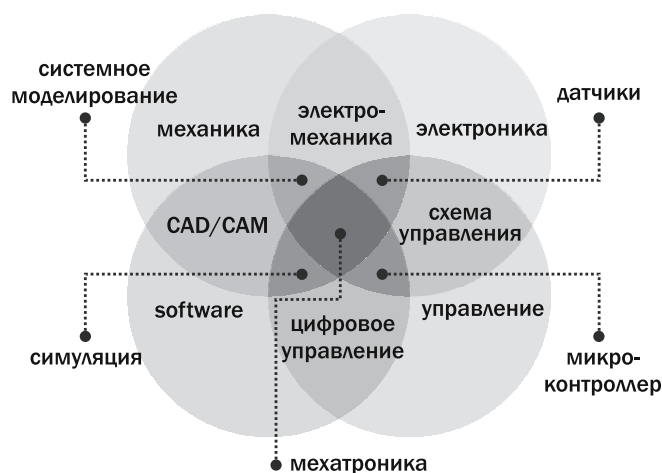 системное
моделирование
датчики
механика
электро-
механика
электроника
CAD/CAM
схема
управления
software
цифровое
управление
управление
симуляция
микро-
контроллер
мехатроника